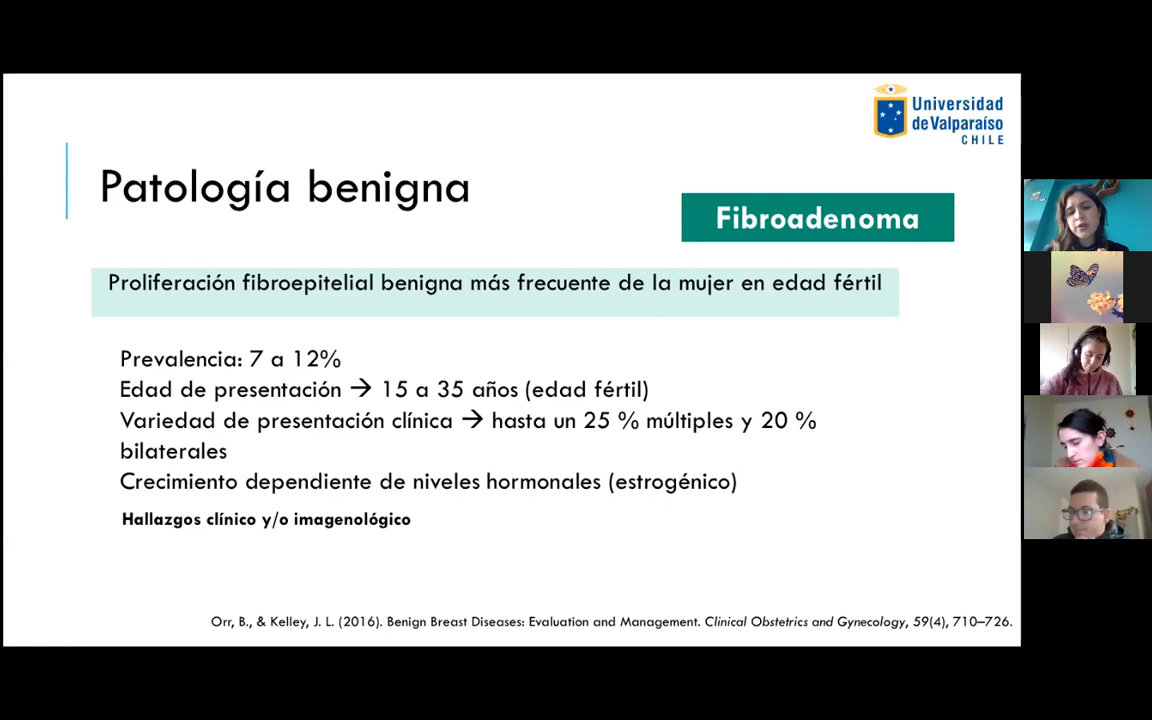 Universidad
de Valparaíso
CHILE
Patología benigna
Fibroadenoma
Proliferación fibroepitelial benigna más frecuente de la mujer en edad fértil
Prevalencia: 7 a 12%
Edad de presentación → 15 a 35 años (edad fértil)
Variedad de presentación clínica → hasta un 25 % múltiples y 20 %
bilaterales
Crecimiento dependiente de niveles hormonales (estrogénico)
Hallazgos clínico y/o imagenológico
Orr, B., & Kelley, J. L. (2016). Benign Breast Diseases: Evaluation and Management. Clinical Obstetrics and Gynecology, 59(4), 710–726.